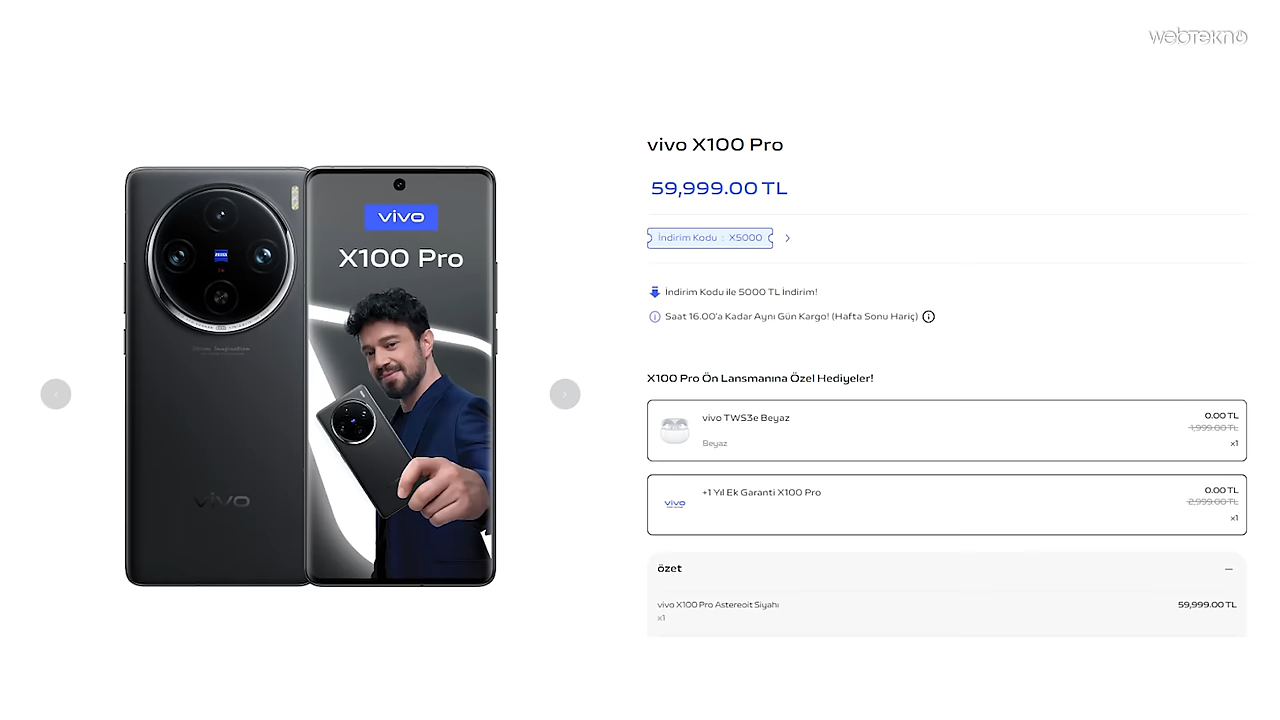 WEBTEKNO
vivo X100 Pro
59,999.00 TL
İndirim Kodu : X5000
İndirim Kodu ile 5000 TL İndirim!
Saat 16.00'a Kadar Aynı Gün Kargo! (Hafta Sonu Hariç)
X100 Pro Ön Lansmanına Özel Hediyeler!
vivo TWS3e Beyaz
0.00 TL
1,999.00 TL
Beyaz
x1
+1 Yıl Ek Garanti X100 Pro
0.00 TL
2,999.00 TL
x1
vivo
özet
vivo X100 Pro Astereoit Siyahı
59,999.00 TL
x1
vivo
X100 Pro
ZEISS
vivo